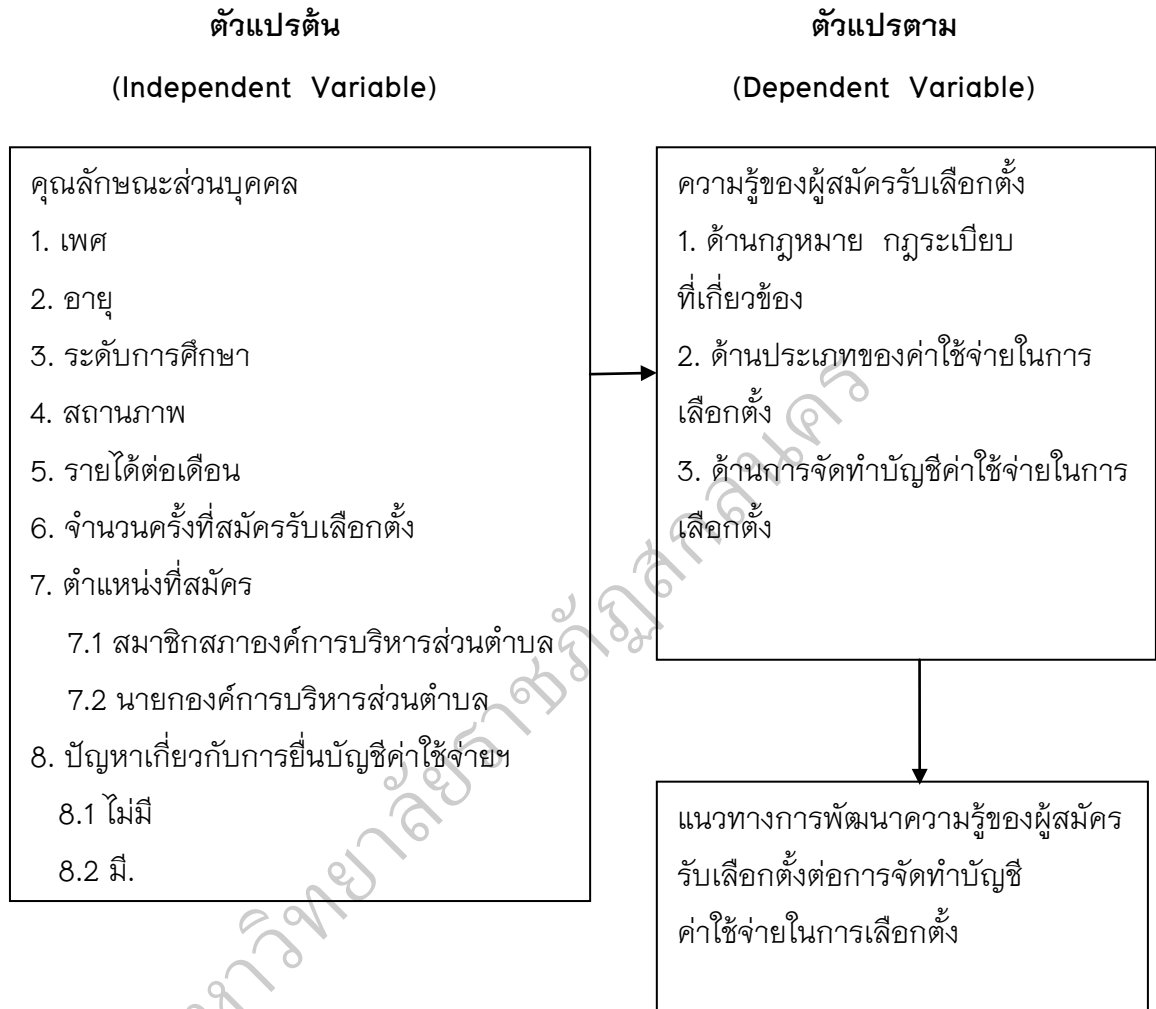 ตัวแปรต้น
(Independent Variable)
คุณลักษณะส่วนบุคคล
1. เพศ
2. อายุ
3. ระดับการศึกษา
4. สถานภาพ
5. รายได้ต่อเดือน
6. จำนวนครั้งที่สมัครรับเลือกตั้ง
7. ตำแหน่งที่สมัคร
7.1 สมาชิกสภาองค์การบริหารส่วนตำบล
7.2 นายกองค์การบริหารส่วนตำบล
8. ปัญหาเกี่ยวกับการยื่นบัญชีค่าใช้จ่ายฯ
8.1 ไม่มี
8.2 มี.
ตัวแปรตาม
(Dependent Variable)
ความรู้ของผู้สมัครรับเลือกตั้ง
1. ด้านกฎหมาย กฎระเบียบ
ที่เกี่ยวข้อง
2. ด้านประเภทของค่าใช้จ่ายในการ
เลือกตั้ง
3. ด้านการจัดทำบัญชีค่าใช้จ่ายในการ
เลือกตั้ง
แนวทางการพัฒนาความรู้ของผู้สมัคร
รับเลือกตั้งต่อการจัดทำบัญชี
ค่าใช้จ่ายในการเลือกตั้ง
หาวิทยาลัยราชภัฏสกลนคร